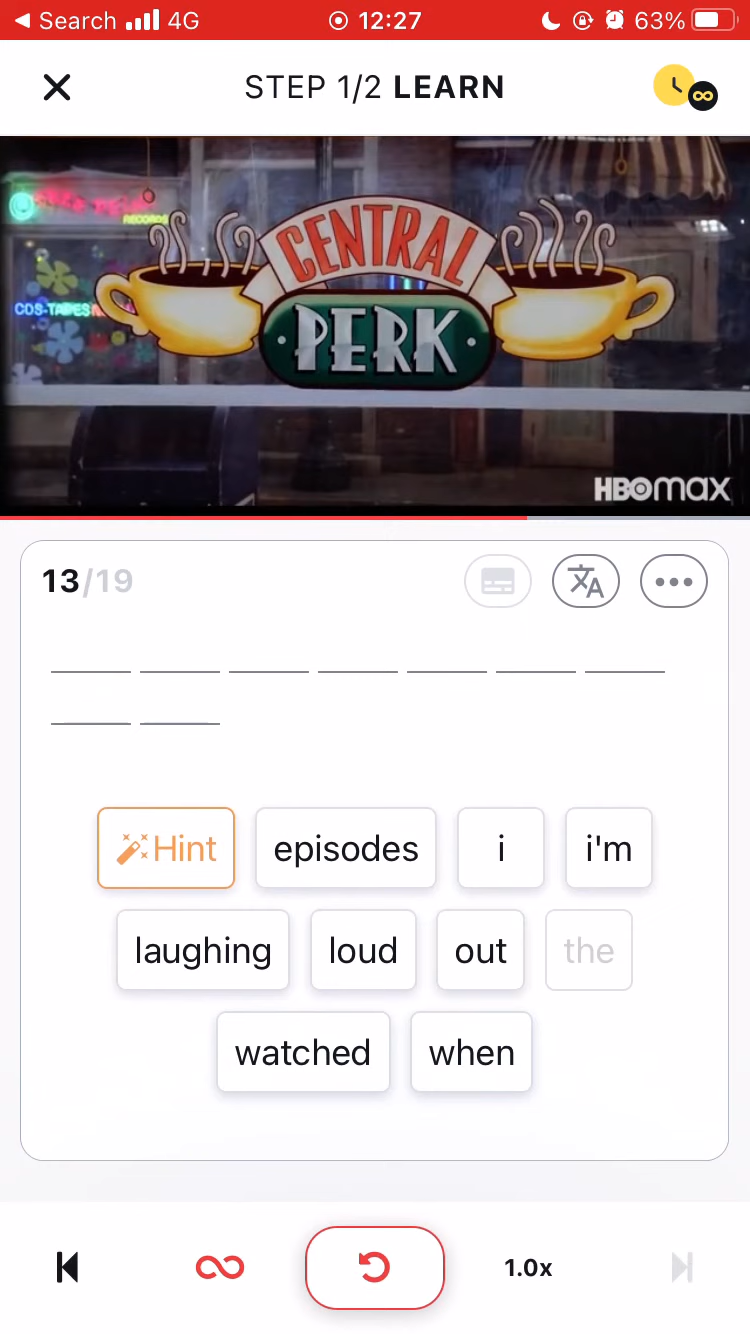 Search 4G 12:27 63%
STEP 1/2 LEARN
RECORDS
CENTRAL
CDS-TAPES
PERK
HBOmax
13/19
Hint episodes i i'm
laughing loud out the
watched when
1.0x